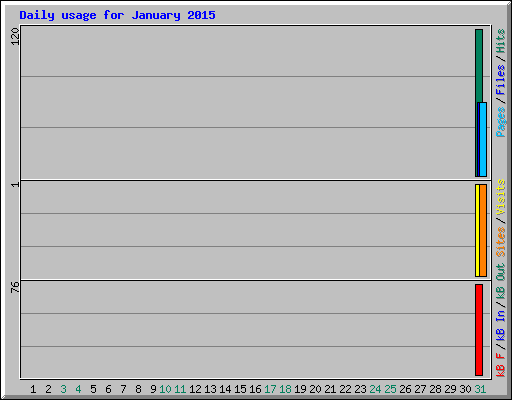 Daily usage for January 2015
120
1
76
Pages/Files/Hits
Sites/Visits
kB F/kB In/kB Out
1 2 3 4 5 6 7 8 9 10 11 12 13 14 15 16 17 18 19 20 21 22 23 24 25 26 27 28 29 30 31